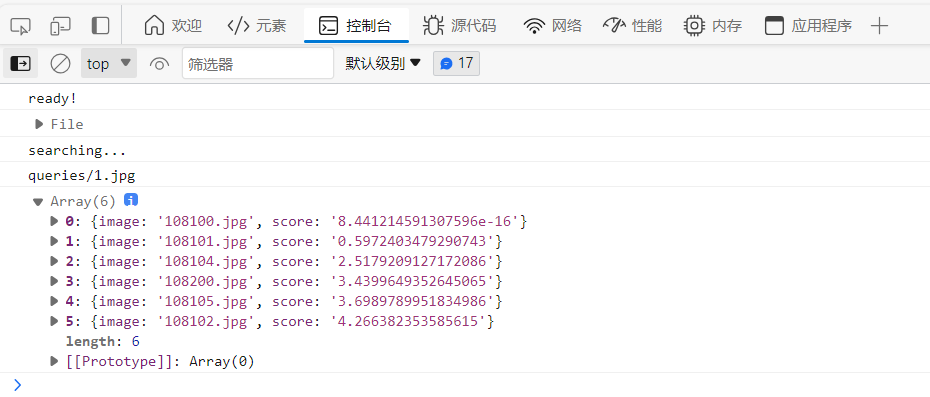 欢迎 元素 控制台 源代码 网络 性能 内存 应用程序
top 筛选器 默认级别 17
ready!
File
searching...
queries/1.jpg
Array(6) i
0: {image: '108100.jpg', score: '8.441214591307596e-16'}
1: {image: '108101.jpg', score: '0.5972403479290743'}
2: {image: '108104.jpg', score: '2.5179209127172086'}
3: {image: '108200.jpg', score: '3.4399649352645065'}
4: {image: '108105.jpg', score: '3.6989789951834986'}
5: {image: '108102.jpg', score: '4.266382353585615'}
length: 6
[[Prototype]]: Array(0)